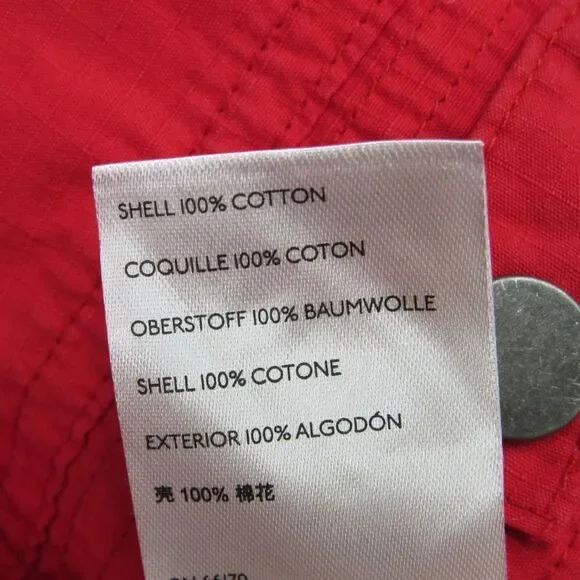 SHELL 100% COTTON
COQUILLE 100% COTON
OBERSTOFF 100% BAUMWOLLE
SHELL 100% COTONE
EXTERIOR 100% ALGODÓN
壳 100% 棉花